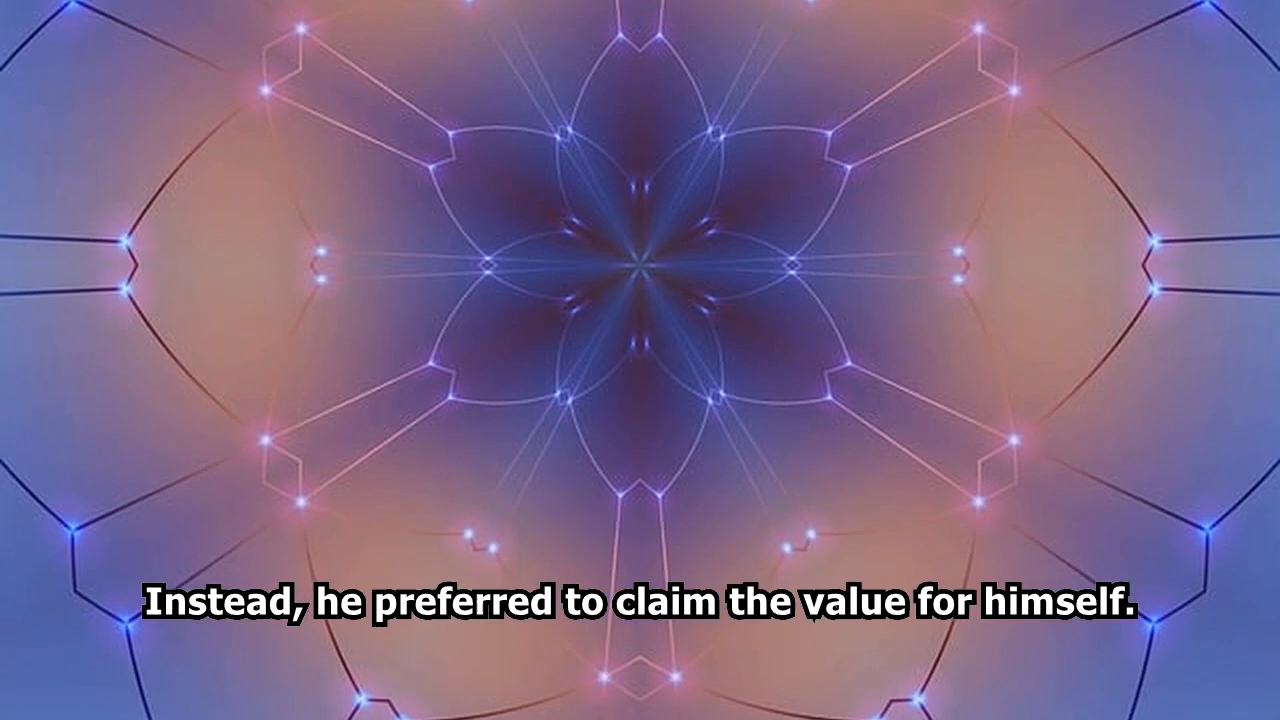 Instead, he preferred to claim the value for himself.